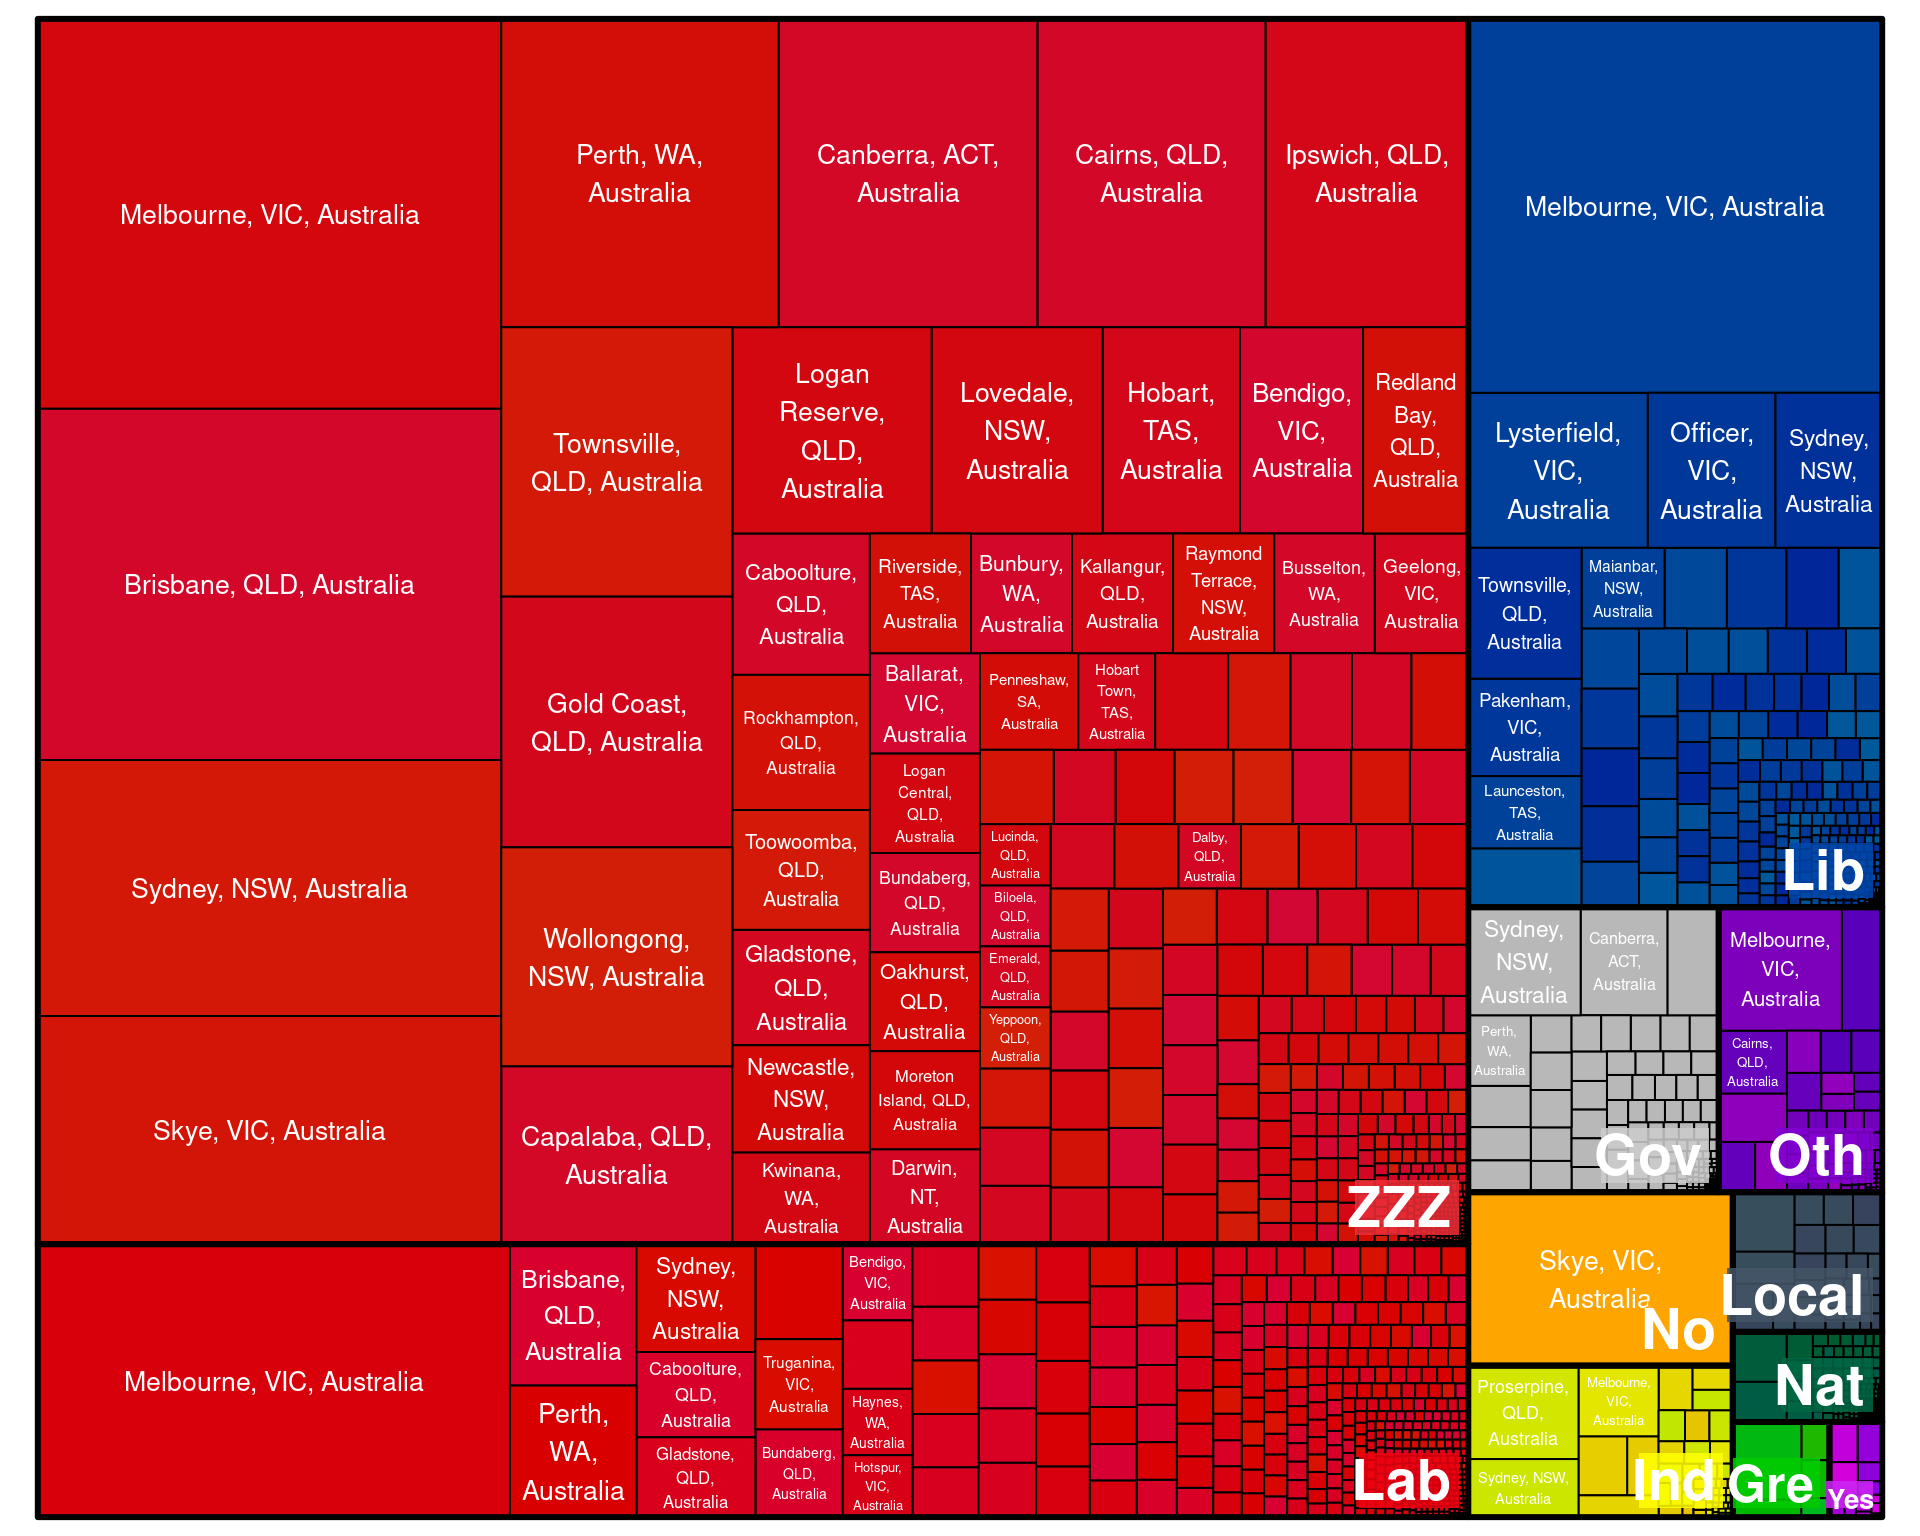 Melbourne, VIC, Australia
Brisbane, QLD, Australia
Sydney, NSW, Australia
Skye, VIC, Australia
Perth, WA,
Australia
Canberra, ACT,
Australia
Cairns, QLD,
Australia
Ipswich, QLD,
Australia
Townsville,
QLD, Australia
Gold Coast,
QLD, Australia
Wollongong,
NSW, Australia
Capalaba, QLD,
Australia
Logan
Reserve,
QLD,
Australia
Lovedale,
NSW,
Australia
Hobart,
TAS,
Australia
Bendigo,
VIC,
Australia
Redland
Bay,
QLD,
Australia
Caboolture,
QLD,
Australia
Rockhampton,
QLD,
Australia
Toowoomba,
QLD,
Australia
Gladstone,
QLD,
Australia
Newcastle,
NSW,
Australia
Kwinana,
WA,
Australia
Riverside,
TAS,
Australia
Bunbury,
WA,
Australia
Kallangur,
QLD,
Australia
Raymond
Terrace,
NSW,
Australia
Busselton,
WA,
Australia
Geelong,
VIC,
Australia
Ballarat,
VIC,
Australia
Logan
Central,
QLD,
Australia
Bundaberg,
QLD,
Australia
Oakhurst,
QLD,
Australia
Moreton
Island, QLD,
Australia
Darwin,
NT,
Australia
Penneshaw,
SA,
Australia
Hobart
Town,
TAS,
Australia
Lucinda,
QLD,
Australia
Dalby,
QLD,
Australia
Biloela,
QLD,
Australia
Emerald,
QLD,
Australia
Yeppoon,
QLD,
Australia
ZZZ
Melbourne, VIC, Australia
Brisbane,
QLD,
Australia
Perth,
WA,
Australia
Sydney,
NSW,
Australia
Caboolture,
QLD,
Australia
Gladstone,
QLD,
Australia
Truganina,
VIC,
Australia
Bundaberg,
QLD,
Australia
Bendigo,
VIC,
Australia
Haynes,
WA,
Australia
Hotspur,
VIC,
Australia
Lab
Melbourne, VIC, Australia
Lysterfield,
VIC,
Australia
Officer,
VIC,
Australia
Sydney,
NSW,
Australia
Townsville,
QLD,
Australia
Maianbar,
NSW,
Australia
Pakenham,
VIC,
Australia
Launceston,
TAS,
Australia
Lib
Sydney,
NSW,
Australia
Canberra,
ACT,
Australia
Perth,
WA,
Australia
Gov
Melbourne,
VIC,
Australia
Cairns,
QLD,
Australia
Oth
Skye, VIC,
Australia
No
Local
Nat
Proserpine,
QLD,
Australia
Melbourne,
VIC,
Australia
Sydney, NSW,
Australia
Ind
Gre
Yes